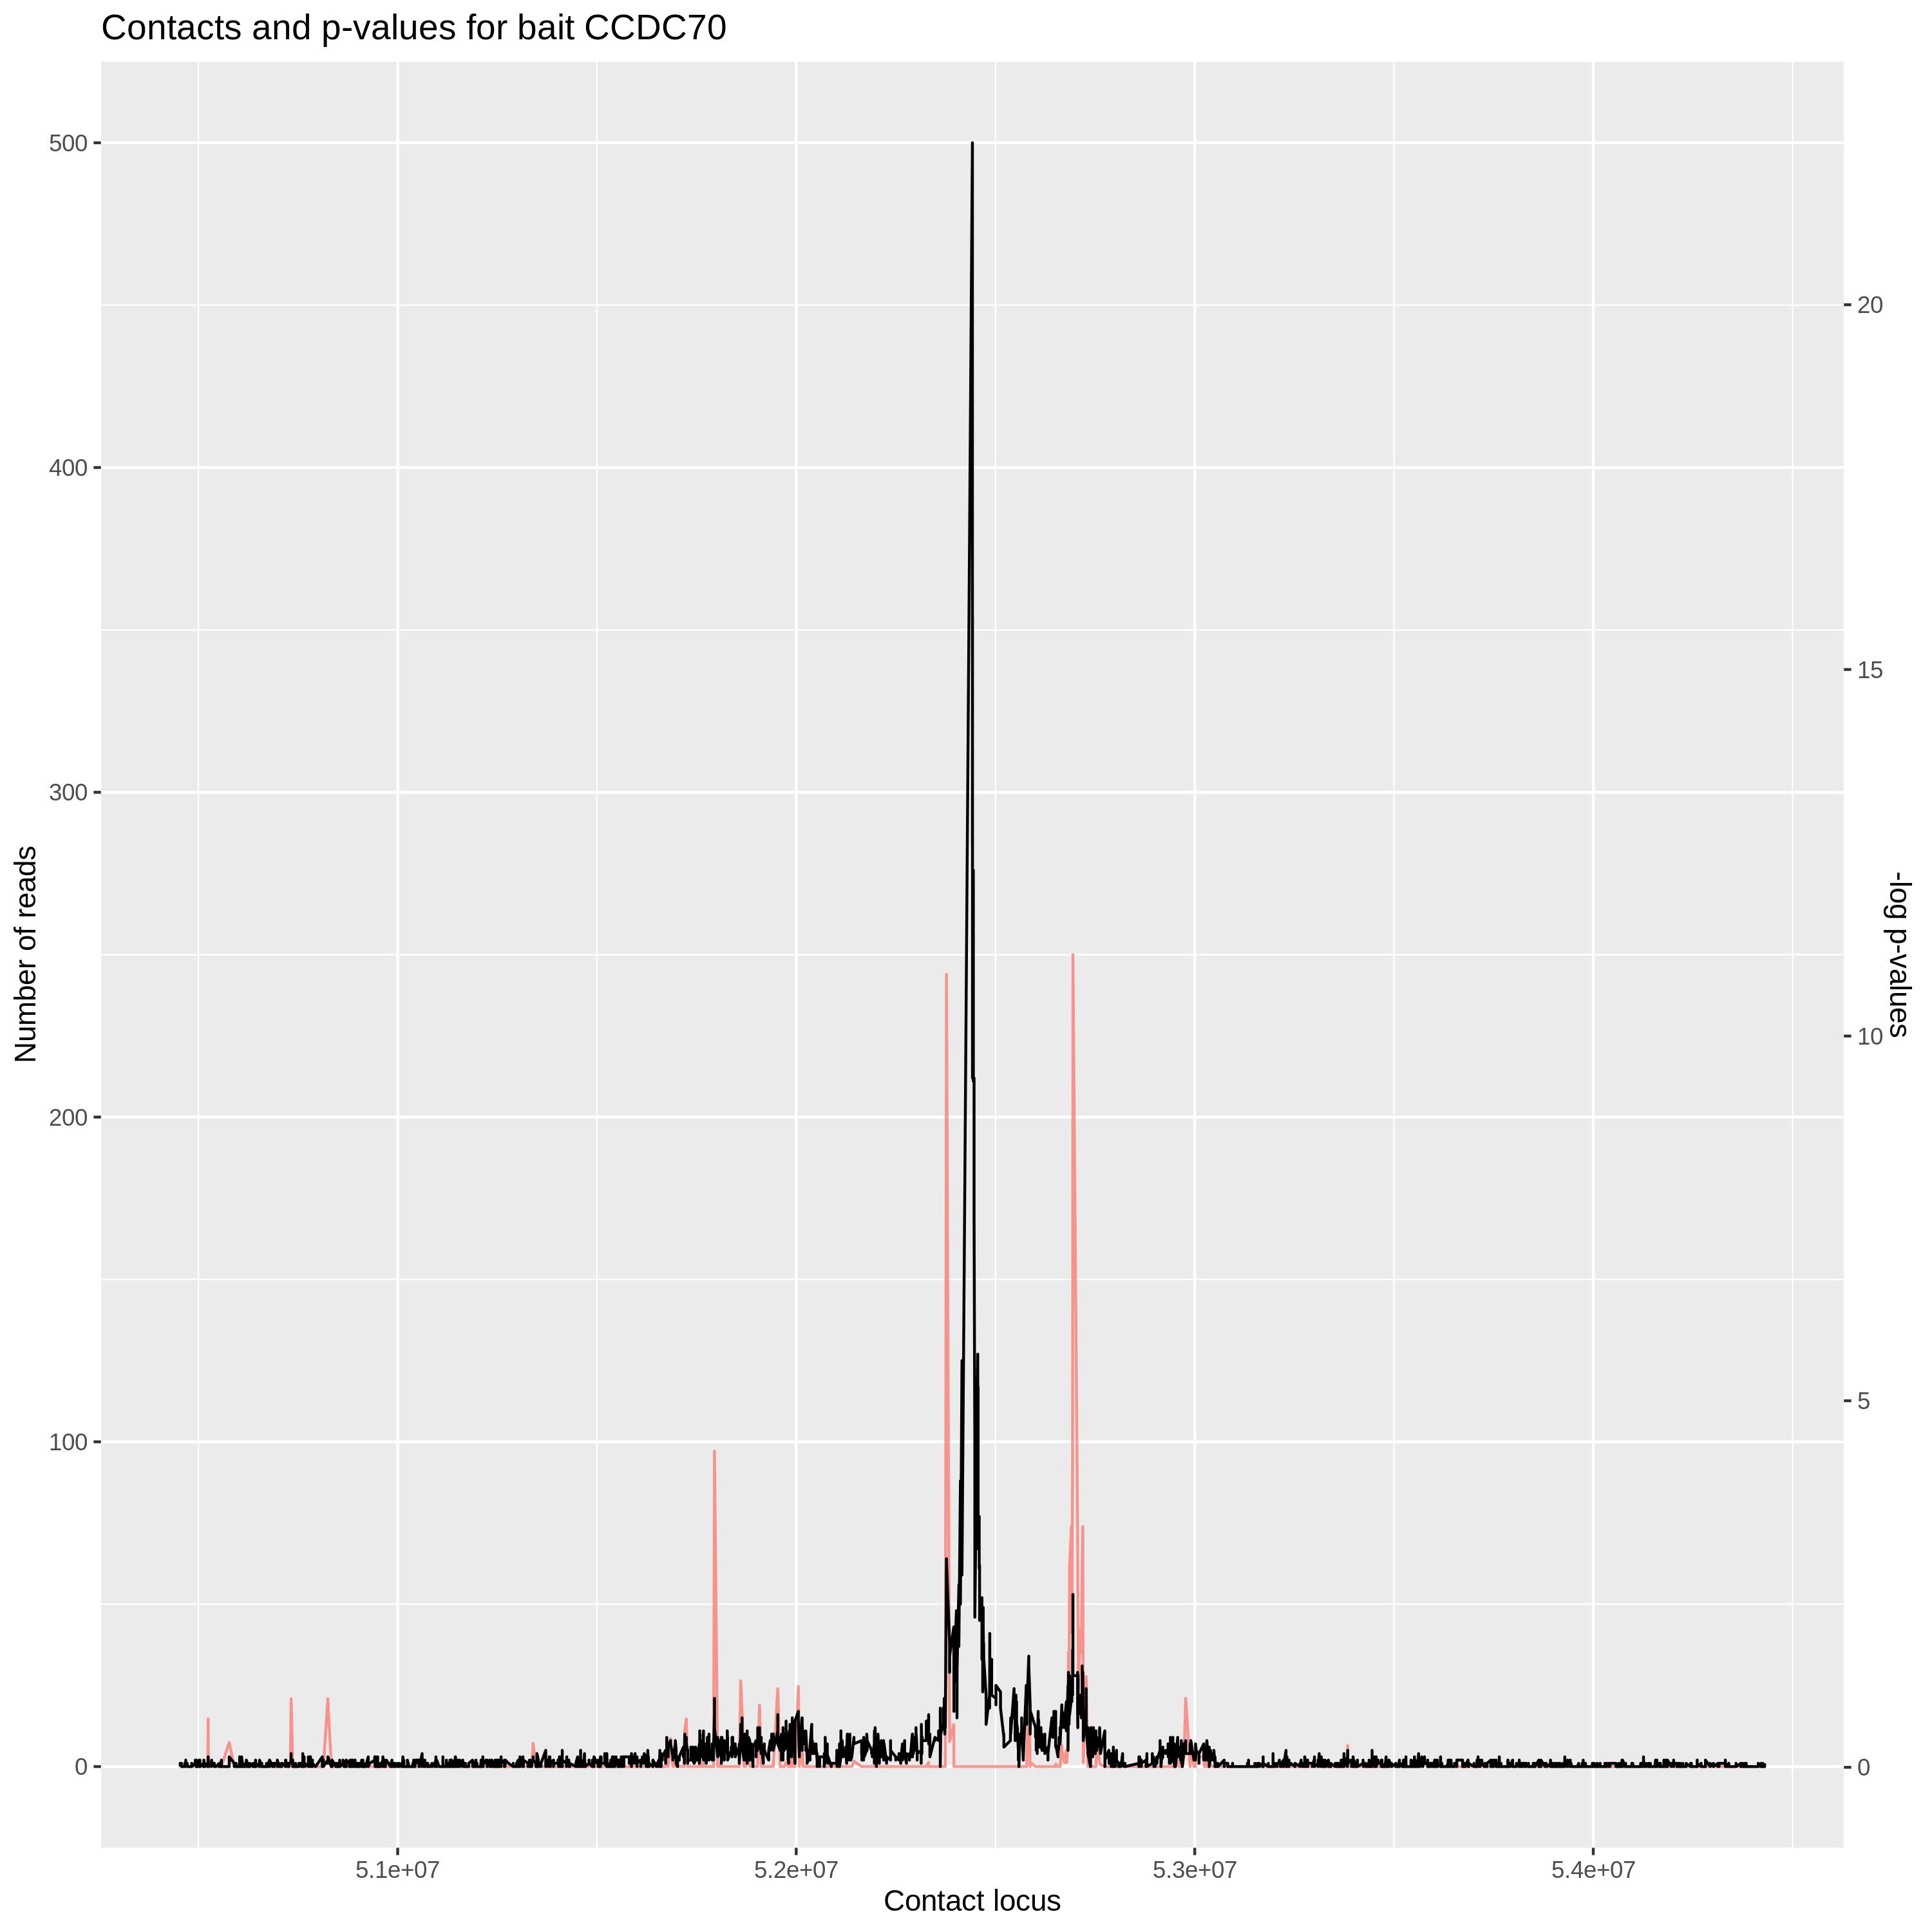 Contacts and p-values for bait CCDC70
500
400
300
200
100
0
Number of reads
20
15
10
5
0
-log p-values
5.1e+07
5.2e+07
5.3e+07
5.4e+07
Contact locus